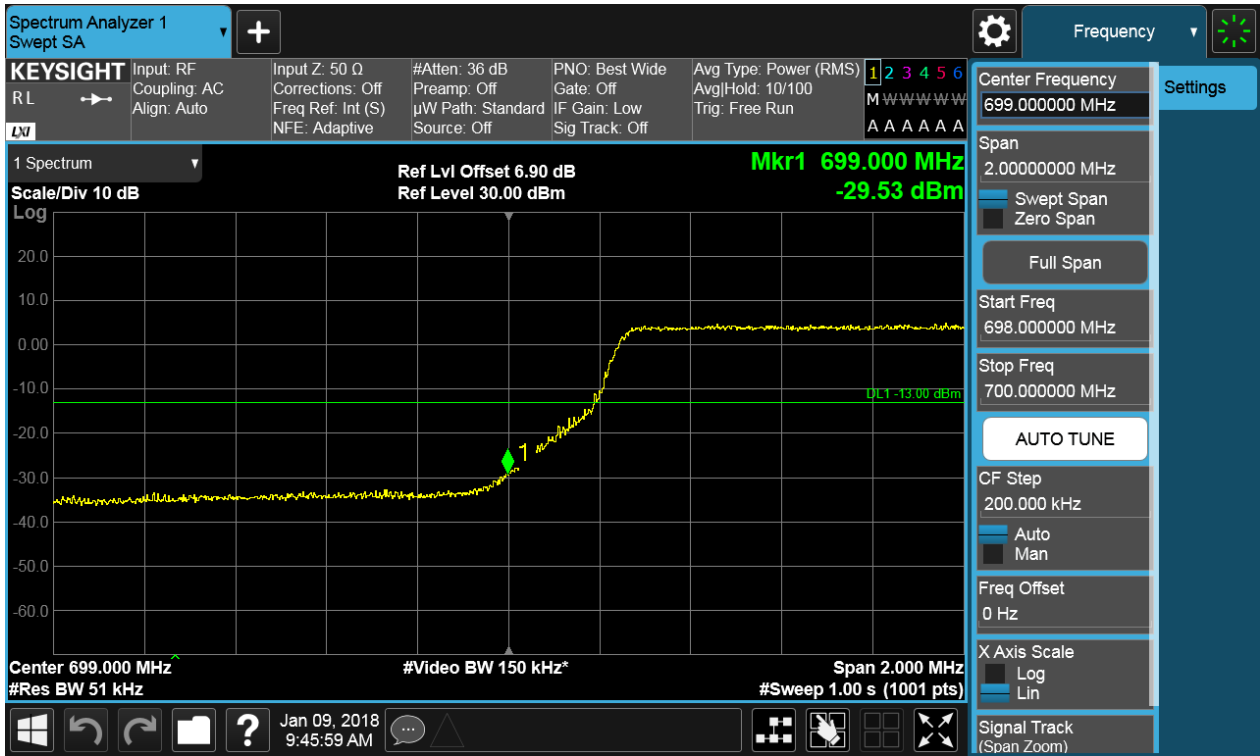 Spectrum Analyzer 1
Swept SA
+
Frequency
KEYSIGHT
R L
LXI
Input: RF
Coupling: AC
Align: Auto
Input Z: 50 Ω
Corrections: Off
Freq Ref: Int (S)
NFE: Adaptive
#Atten: 36 dB
Preamp: Off
µW Path: Standard
Source: Off
PNO: Best Wide
Gate: Off
IF Gain: Low
Sig Track: Off
Avg Type: Power (RMS)
Avg|Hold: 10/100
Trig: Free Run
1 2 3 4 5 6
M W W W W W
A A A A A A
1 Spectrum
Scale/Div 10 dB
Log
Ref Lvl Offset 6.90 dB
Ref Level 30.00 dBm
Mkr1 699.000 MHz
-29.53 dBm
20.0
10.0
0.00
-10.0
-20.0
-30.0
-40.0
-50.0
-60.0
DL1 -13.00 dBm
1
Center 699.000 MHz
#Res BW 51 kHz
#Video BW 150 kHz*
Span 2.000 MHz
#Sweep 1.00 s (1001 pts)
Center Frequency
699.000000 MHz
Span
2.00000000 MHz
Swept Span
Zero Span
Full Span
Start Freq
698.000000 MHz
Stop Freq
700.000000 MHz
AUTO TUNE
CF Step
200.000 kHz
Auto
Man
Freq Offset
0 Hz
X Axis Scale
Log
Lin
Signal Track
(Span Zoom)
Settings
?
Jan 09, 2018
9:45:59 AM